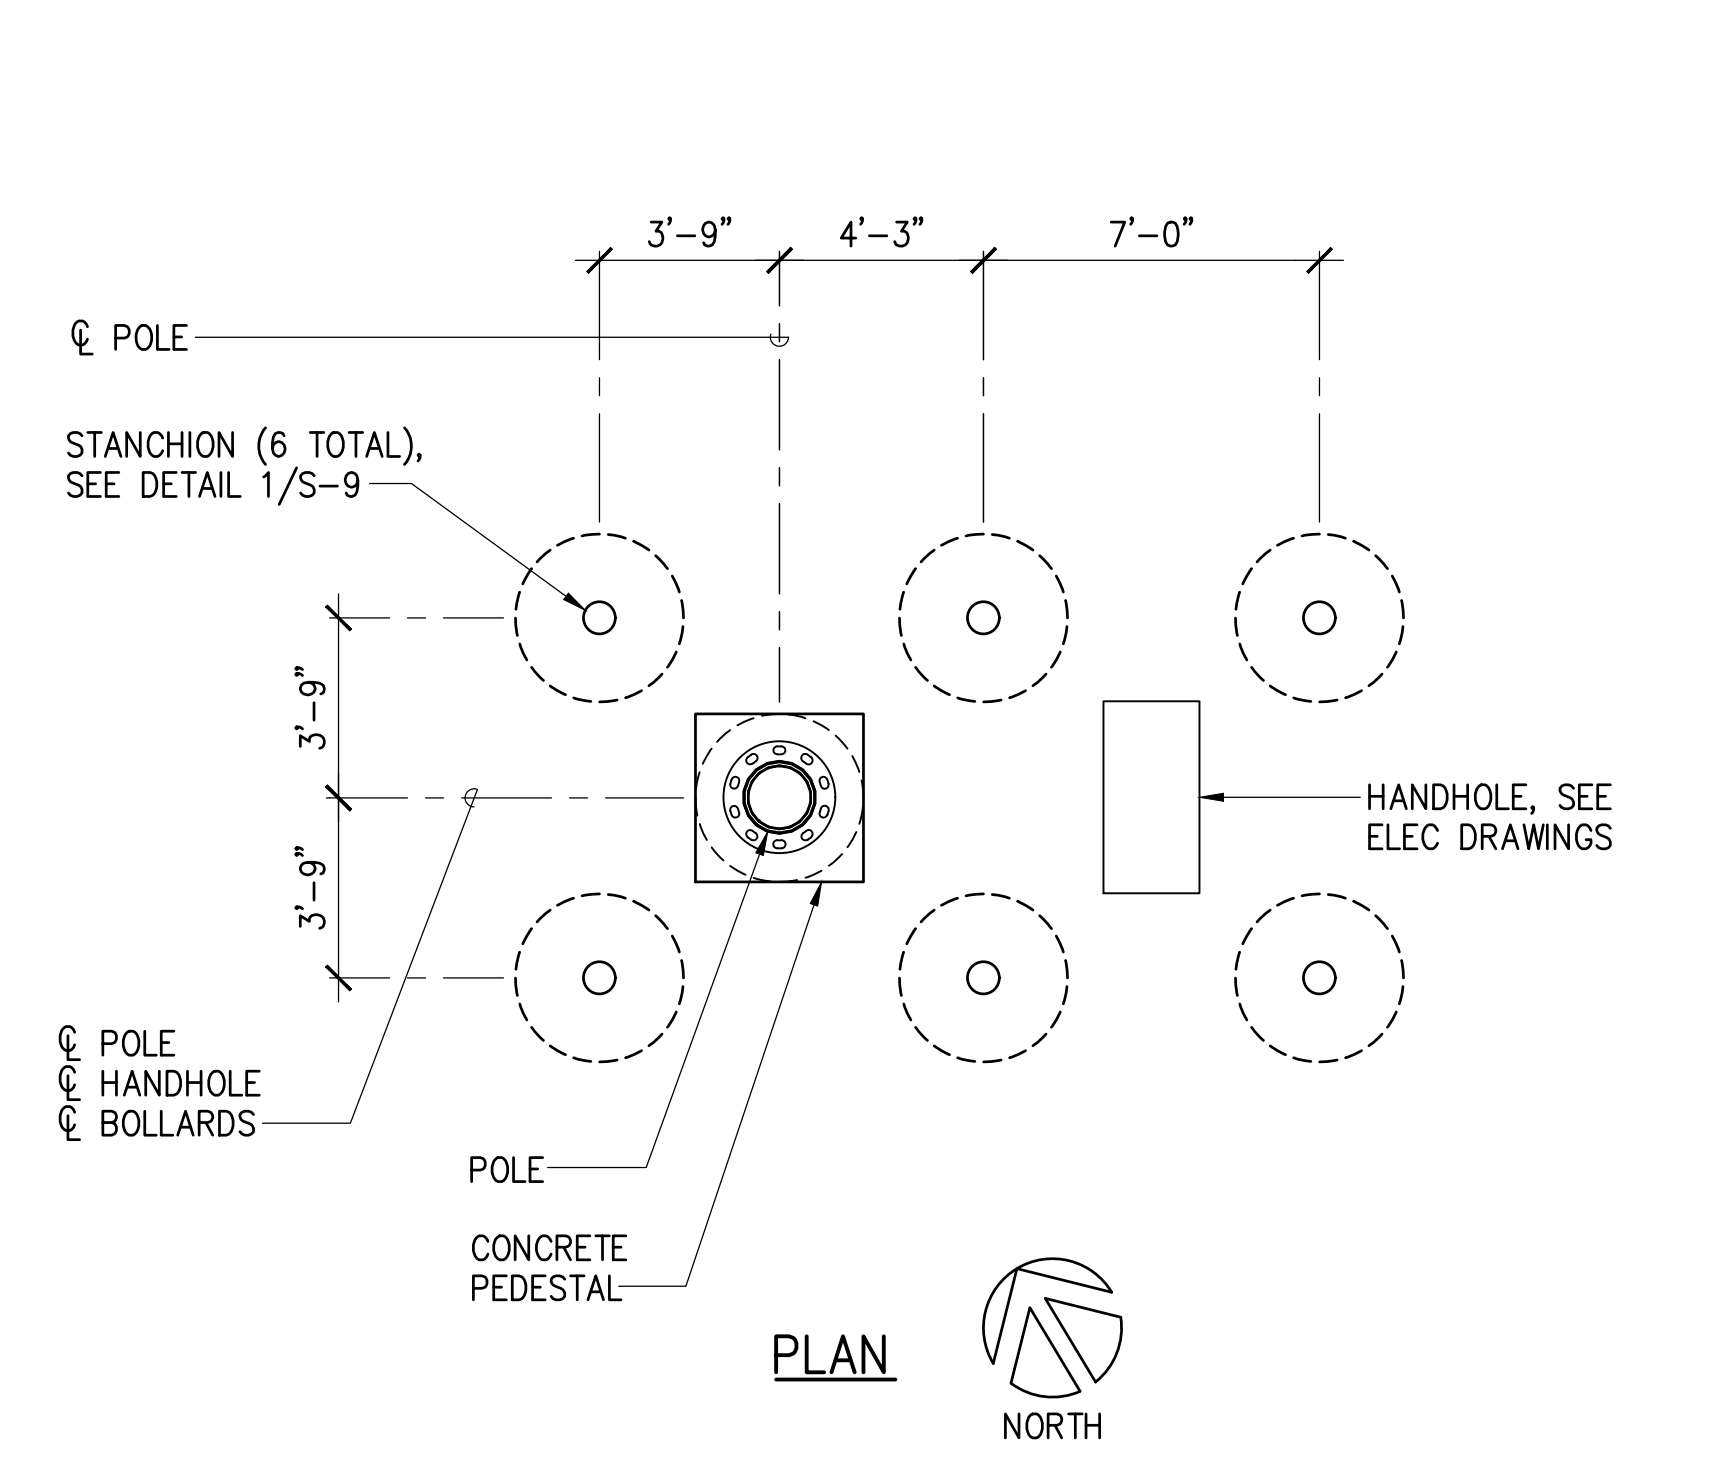 3'-9" 4'-3" 7'-0"
℄ POLE
STANCHION (6 TOTAL),
SEE DETAIL 1/S-9
3'-9"
3'-9"
HANDHOLE, SEE
ELEC DRAWINGS
℄ POLE
℄ HANDHOLE
℄ BOLLARDS
POLE
CONCRETE
PEDESTAL
PLAN
NORTH